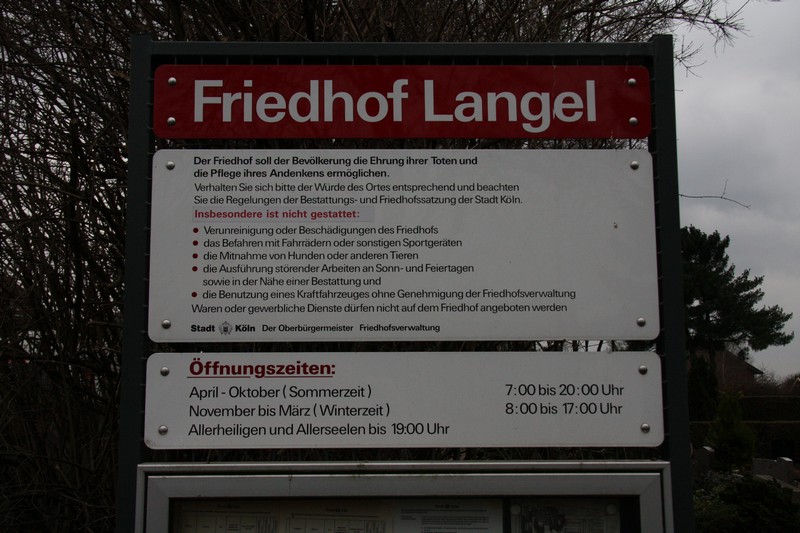 Friedhof Langel
Der Friedhof soll der Bevölkerung die Ehrung ihrer Toten und
die Pflege ihres Andenkens ermöglichen.
Verhalten Sie sich bitte der Würde des Ortes entsprechend und beachten
Sie die Regelungen der Bestattungs- und Friedhofssatzung der Stadt Köln.
Insbesondere ist nicht gestattet:
• Verunreinigung oder Beschädigungen des Friedhofs
• das Befahren mit Fahrrädern oder sonstigen Sportgeräten
• die Mitnahme von Hunden oder anderen Tieren
• die Ausführung störender Arbeiten an Sonn- und Feiertagen
sowie in der Nähe einer Bestattung und
• die Benutzung eines Kraftfahrzeuges ohne Genehmigung der Friedhofsverwaltung
Waren oder gewerbliche Dienste dürfen nicht auf dem Friedhof angeboten werden
Stadt Köln Der Oberbürgermeister Friedhofsverwaltung
Öffnungszeiten:
April - Oktober ( Sommerzeit ) 7:00 bis 20:00 Uhr
November bis März ( Winterzeit ) 8:00 bis 17:00 Uhr
Allerheiligen und Allerseelen bis 19:00 Uhr